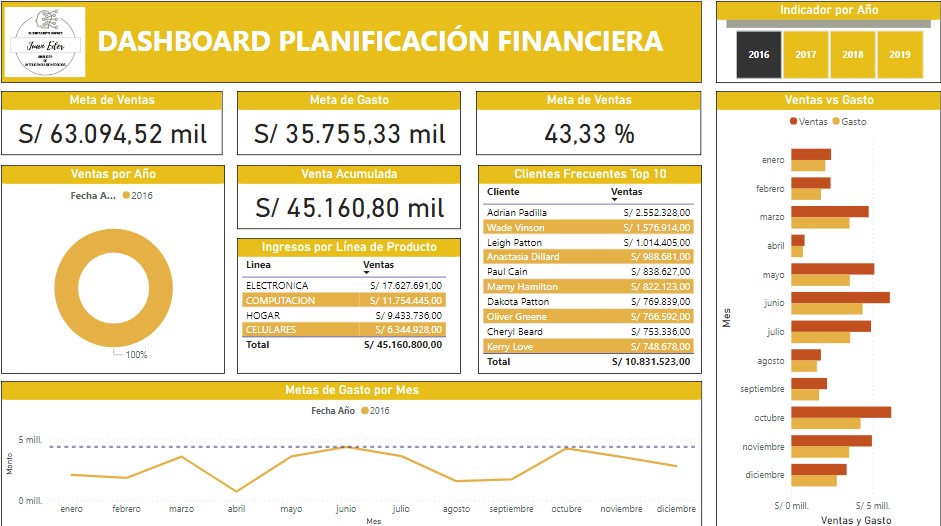 Juan Eder
DASHBOARD PLANIFICACIÓN FINANCIERA
Indicador por Año
2016 2017 2018 2019
Meta de Ventas
S/ 63.094,52 mil
Meta de Gasto
S/ 35.755,33 mil
Meta de Ventas
43,33 %
Ventas por Año
Fecha A... 2016
100%
Venta Acumulada
S/ 45.160,80 mil
Ingresos por Línea de Producto
Linea Ventas
ELECTRONICA S/ 17.627.691,00
COMPUTACION S/ 11.754.445,00
HOGAR S/ 9.433.736,00
CELULARES S/ 6.344.928,00
Total S/ 45.160.800,00
Clientes Frecuentes Top 10
Cliente Ventas
Adrian Padilla S/ 2.552.328,00
Wade Vinson S/ 1.576.914,00
Leigh Patton S/ 1.014.405,00
Anastasia Dillard S/ 988.681,00
Paul Cain S/ 838.627,00
Mamy Hamilton S/ 822.123,00
Dakota Patton S/ 769.839,00
Oliver Greene S/ 766.592,00
Cheryl Beard S/ 753.336,00
Kerry Love S/ 748.678,00
Total S/ 10.831.523,00
Ventas vs Gasto
Ventas Gasto
Mes
enero
febrero
marzo
abril
mayo
junio
julio
agosto
septiembre
octubre
noviembre
diciembre
S/ 0 mill. S/ 5 mill.
Ventas y Gasto
Metas de Gasto por Mes
Fecha Año 2016
Monto
5 mill.
0 mill.
enero febrero marzo abril mayo junio julio agosto septiembre octubre noviembre diciembre
Mes